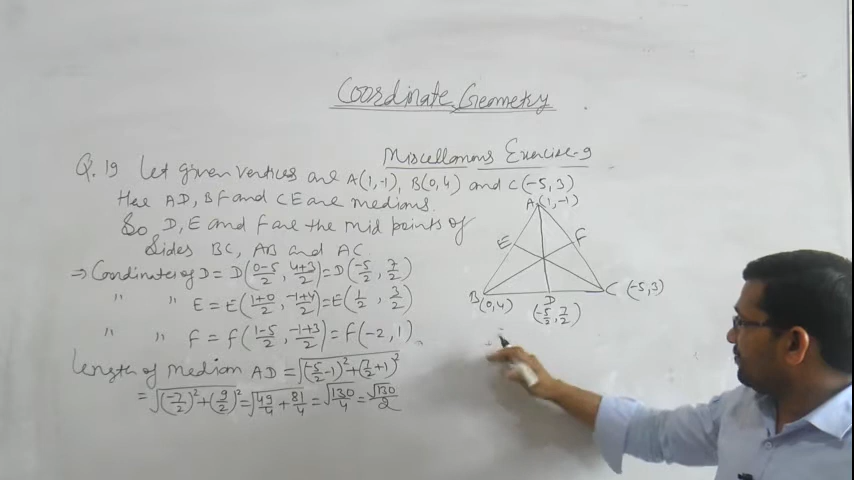 Coordinate Geometry
Miscellanous Exercise-9
Q.19 Let given vertices are A(1,-1), B(0,4) and C(-5,3)
Here AD, BF and CE are medians.
So D, E and F are the mid points of
Sides BC, AB and AC.
⇒ Coordinates of D = D(0-5/2, 4+3/2) = D(-5/2, 7/2)
" " E = E(1+0/2, -1+4/2) = E(1/2, 3/2)
" " F = F(1-5/2, -1+3/2) = F(-2, 1)
Length of median AD = √(-5/2-1)²+(7/2+1)²
= √(-7/2)²+(9/2)² = √49/4+81/4 = √130/4 = √130/2
A(1,-1)
E F
B(0,4) D C (-5,3)
(-5/2, 7/2)